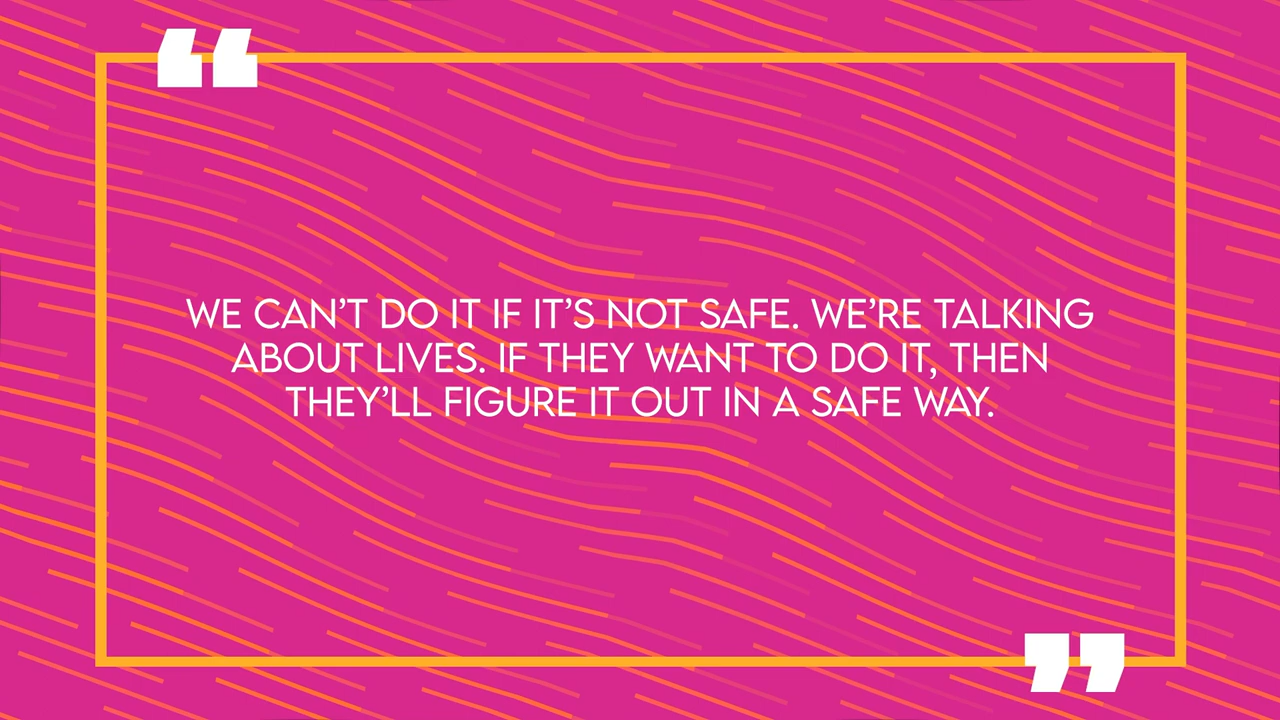 WE CAN’T DO IT IF IT’S NOT SAFE. WE’RE TALKING
ABOUT LIVES. IF THEY WANT TO DO IT, THEN
THEY’LL FIGURE IT OUT IN A SAFE WAY.